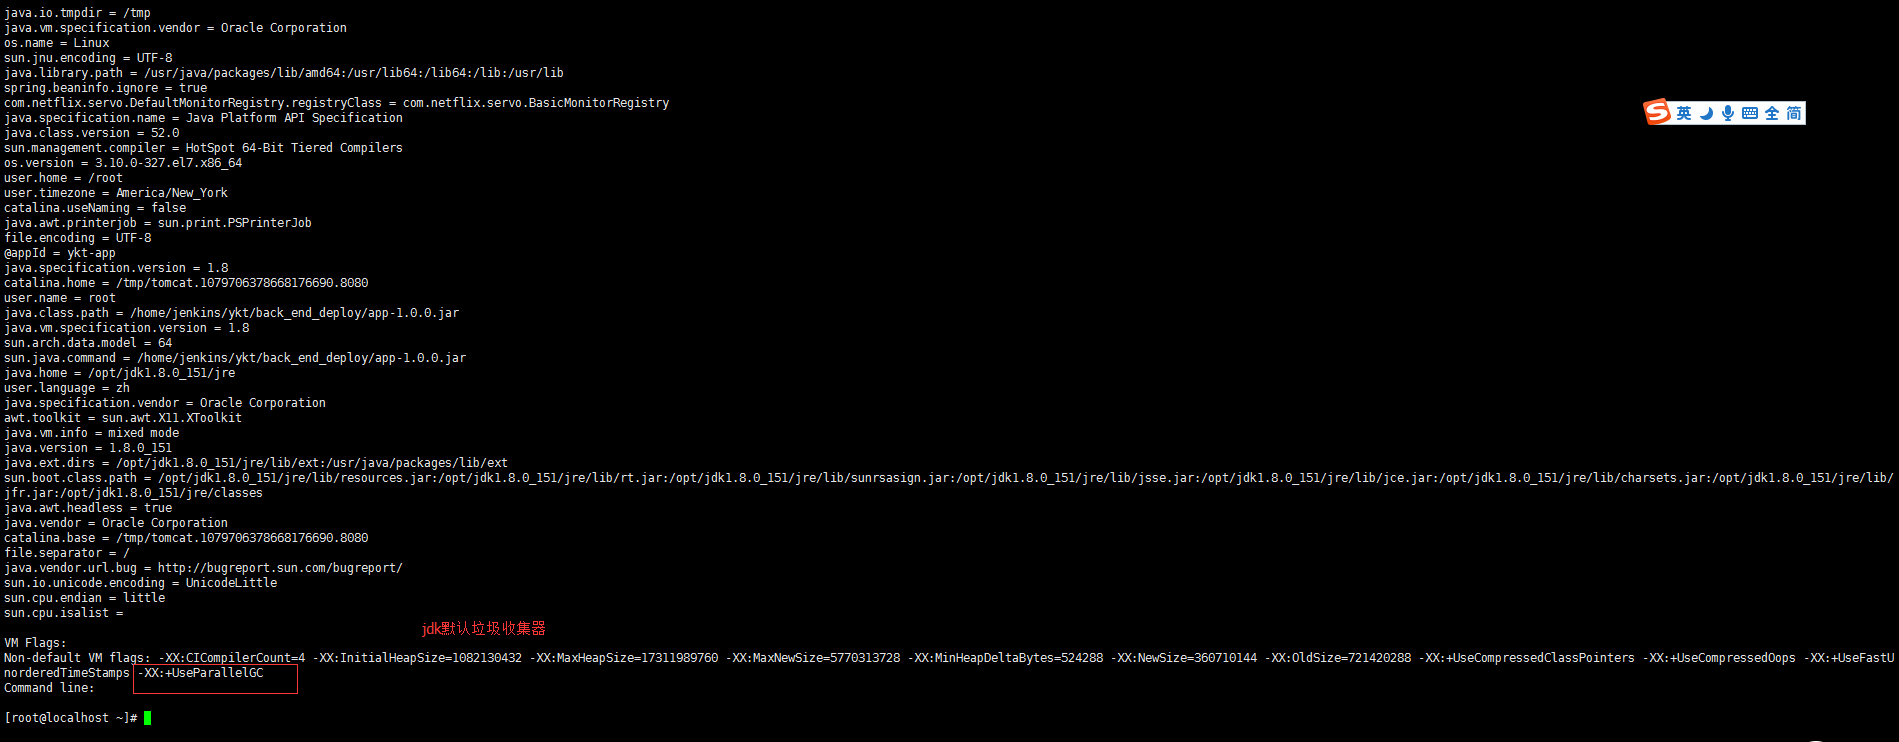 java.io.tmpdir = /tmp
java.vm.specification.vendor = Oracle Corporation
os.name = Linux
sun.jnu.encoding = UTF-8
java.library.path = /usr/java/packages/lib/amd64:/usr/lib64:/lib64:/lib:/usr/lib
spring.beaninfo.ignore = true
com.netflix.servo.DefaultMonitorRegistry.registryClass = com.netflix.servo.BasicMonitorRegistry
java.specification.name = Java Platform API Specification
英 全 简
java.class.version = 52.0
sun.management.compiler = HotSpot 64-Bit Tiered Compilers
os.version = 3.10.0-327.el7.x86_64
user.home = /root
user.timezone = America/New_York
catalina.useNaming = false
java.awt.printerjob = sun.print.PSPrinterJob
file.encoding = UTF-8
@appId = ykt-app
java.specification.version = 1.8
catalina.home = /tmp/tomcat.1079706378668176690.8080
user.name = root
java.class.path = /home/jenkins/ykt/back_end_deploy/app-1.0.0.jar
java.vm.specification.version = 1.8
sun.arch.data.model = 64
sun.java.command = /home/jenkins/ykt/back_end_deploy/app-1.0.0.jar
java.home = /opt/jdk1.8.0_151/jre
user.language = zh
java.specification.vendor = Oracle Corporation
awt.toolkit = sun.awt.X11.XToolkit
java.vm.info = mixed mode
java.version = 1.8.0_151
java.ext.dirs = /opt/jdk1.8.0_151/jre/lib/ext:/usr/java/packages/lib/ext
sun.boot.class.path = /opt/jdk1.8.0_151/jre/lib/resources.jar:/opt/jdk1.8.0_151/jre/lib/rt.jar:/opt/jdk1.8.0_151/jre/lib/sunrsasign.jar:/opt/jdk1.8.0_151/jre/lib/jsse.jar:/opt/jdk1.8.0_151/jre/lib/jce.jar:/opt/jdk1.8.0_151/jre/lib/charsets.jar:/opt/jdk1.8.0_151/jre/lib/
jfr.jar:/opt/jdk1.8.0_151/jre/classes
java.awt.headless = true
java.vendor = Oracle Corporation
catalina.base = /tmp/tomcat.1079706378668176690.8080
file.separator = /
java.vendor.url.bug = http://bugreport.sun.com/bugreport/
sun.io.unicode.encoding = UnicodeLittle
sun.cpu.endian = little
sun.cpu.isalist =
jdk默认垃圾收集器
VM Flags:
Non-default VM flags: -XX:CICompilerCount=4 -XX:InitialHeapSize=1082130432 -XX:MaxHeapSize=17311989760 -XX:MaxNewSize=5770313728 -XX:MinHeapDeltaBytes=524288 -XX:NewSize=360710144 -XX:OldSize=721420288 -XX:+UseCompressedClassPointers -XX:+UseCompressedOops -XX:+UseFastU
norderedTimeStamps -XX:+UseParallelGC
Command line:
[root@localhost ~]#